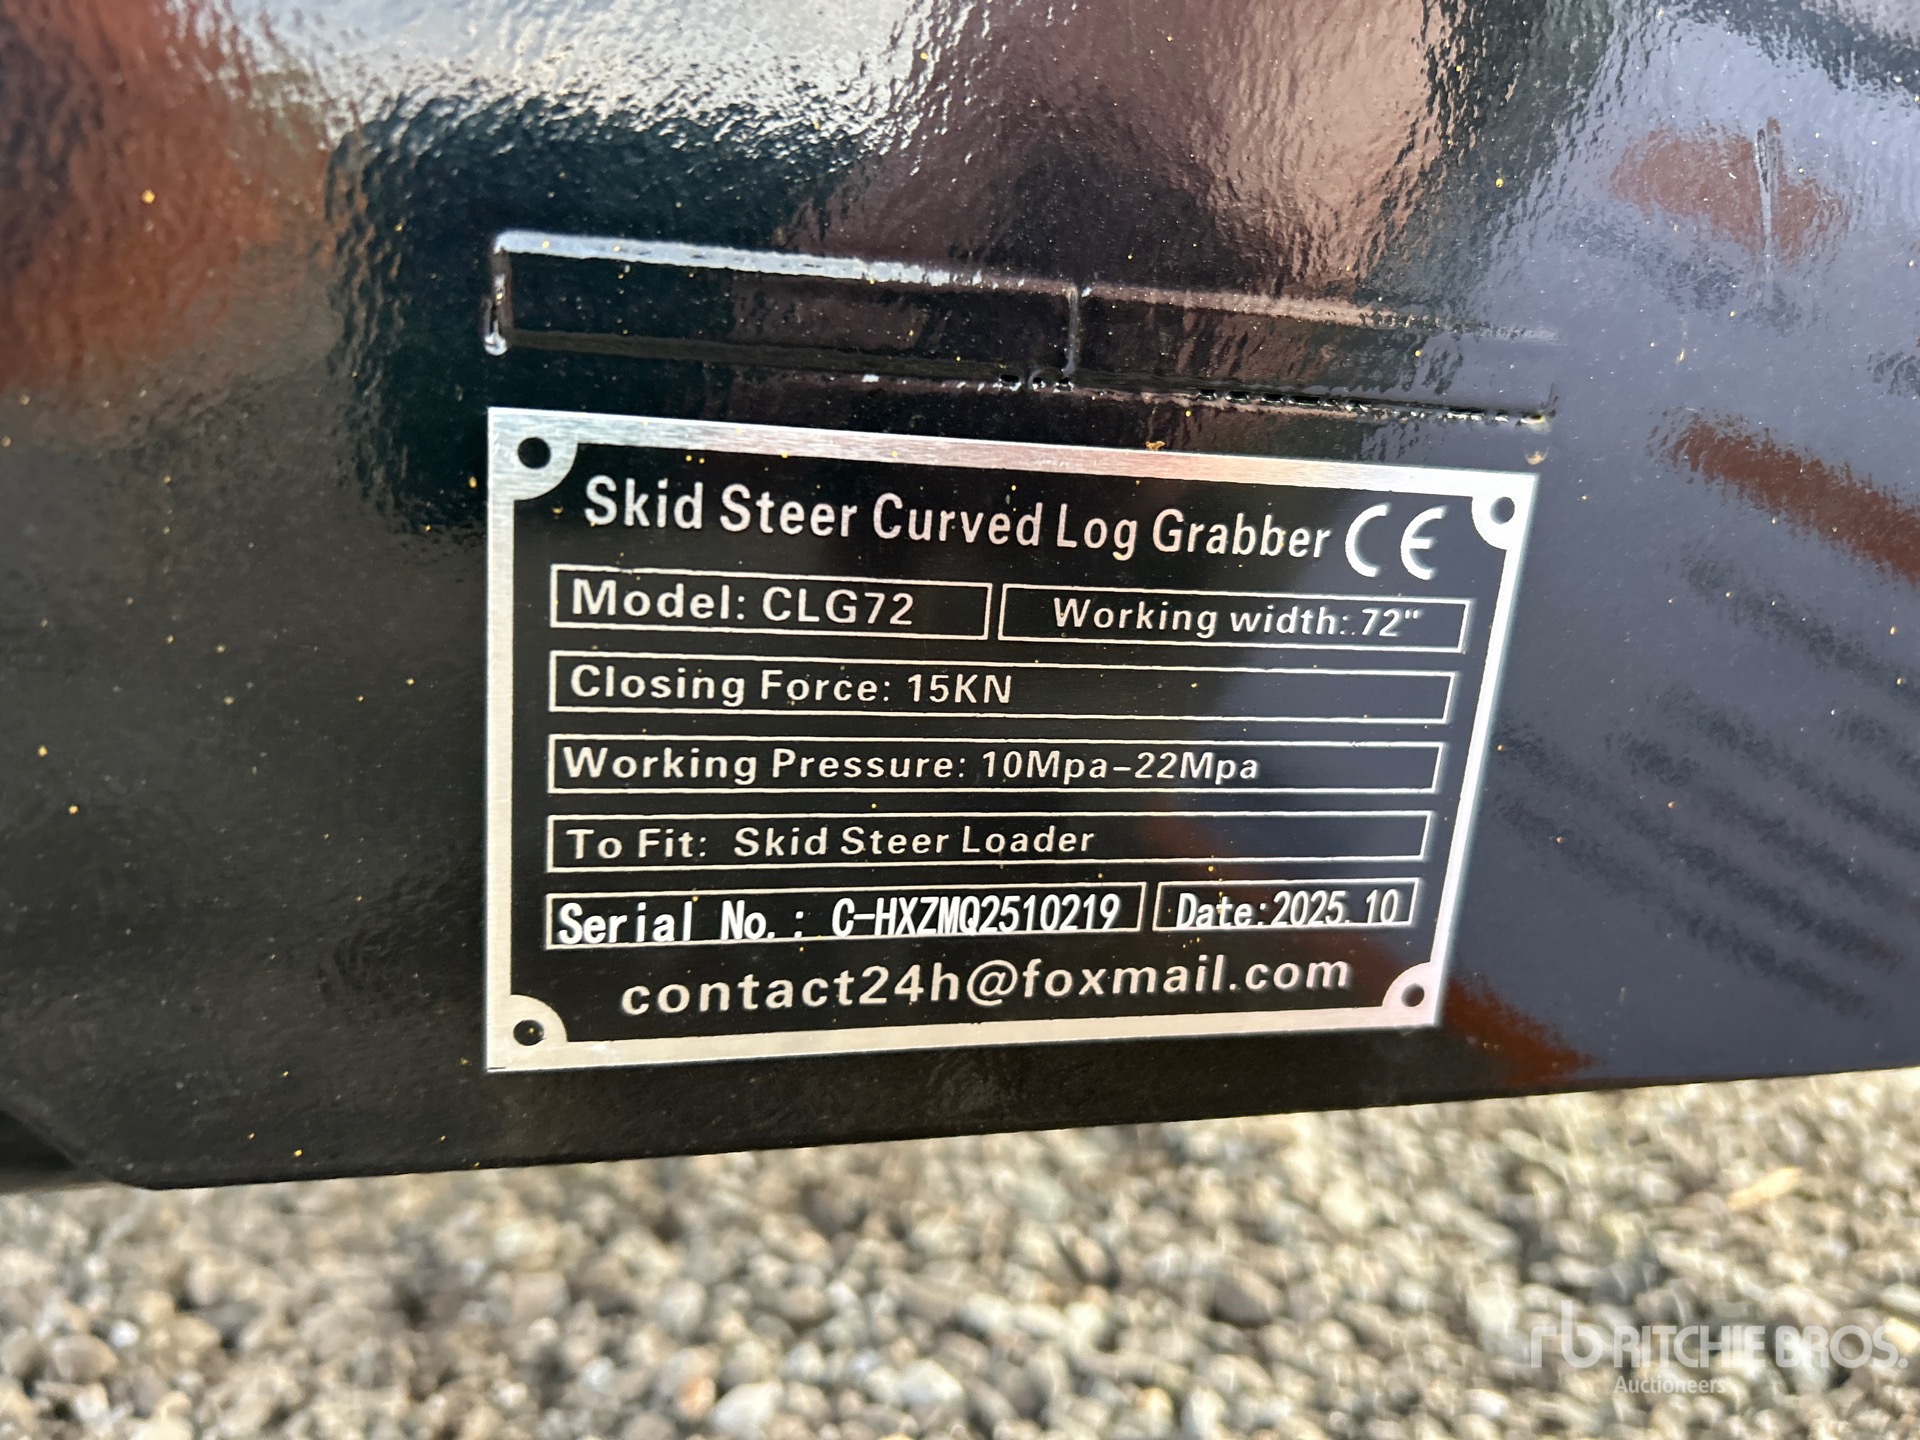 Skid Steer Curved Log Grabber CE
Model: CLG72 Working width: 72"
Closing Force: 15KN
Working Pressure: 10Mpa-22Mpa
To Fit: Skid Steer Loader
Serial No.: C-HXZMQ2510219 Date:2025.10
contact24h@foxmail.com
rb RITCHIE BROS.
Auctioneers